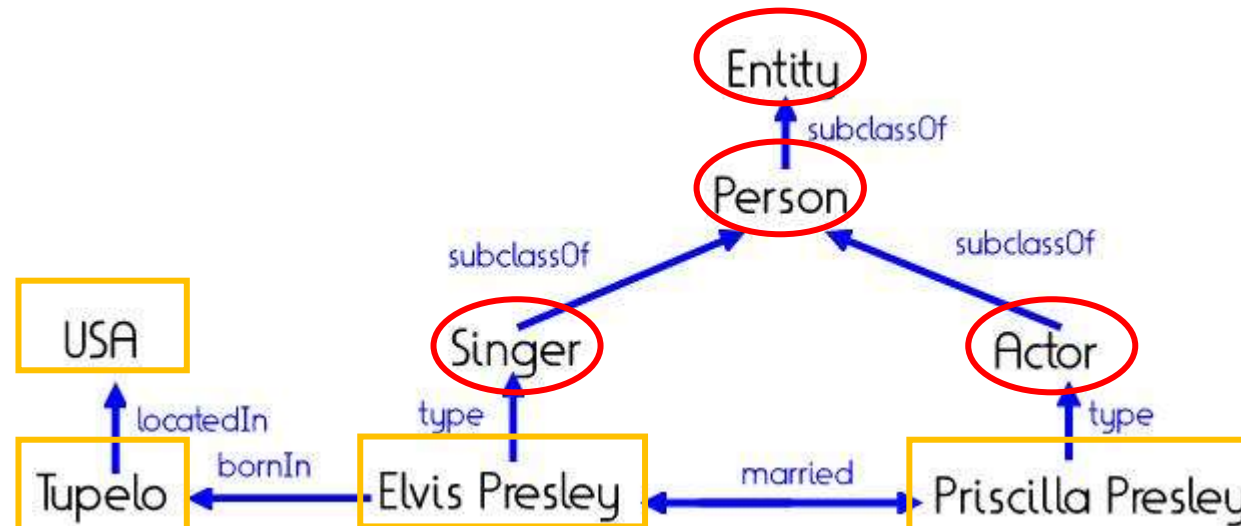 Entity
subclassOf
Person
subclassOf
subclassOf
USA
Singer
Actor
locatedIn
type
type
Tupelo
bornIn
Elvis Presley
married
Priscilla Presley